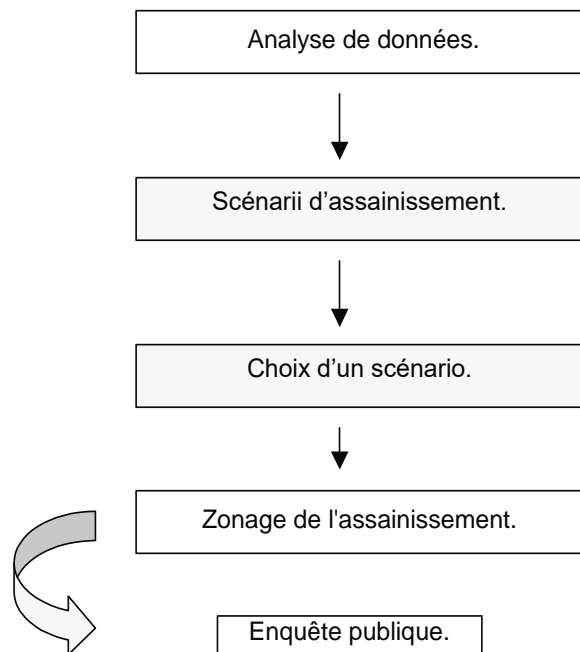 Analyse de données.
Scénarii d’assainissement.
Choix d’un scénario.
Zonage de l'assainissement.
Enquête publique.